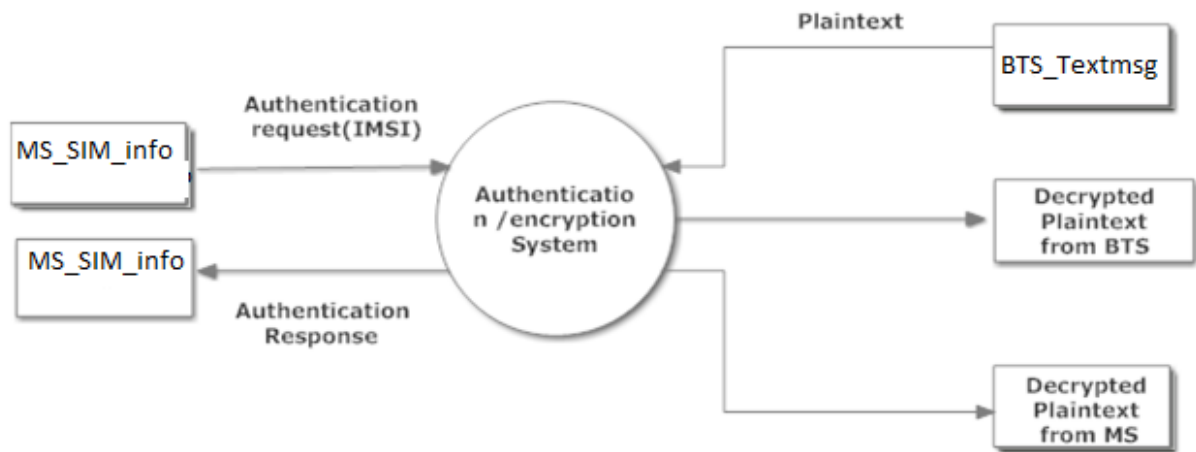 Plaintext
BTS_Textmsg
Authentication
request(IMSI)
MS_SIM_info
Authenticatio
n /encryption
System
Decrypted
Plaintext
from BTS
MS_SIM_info
Authentication
Response
Decrypted
Plaintext
from MS